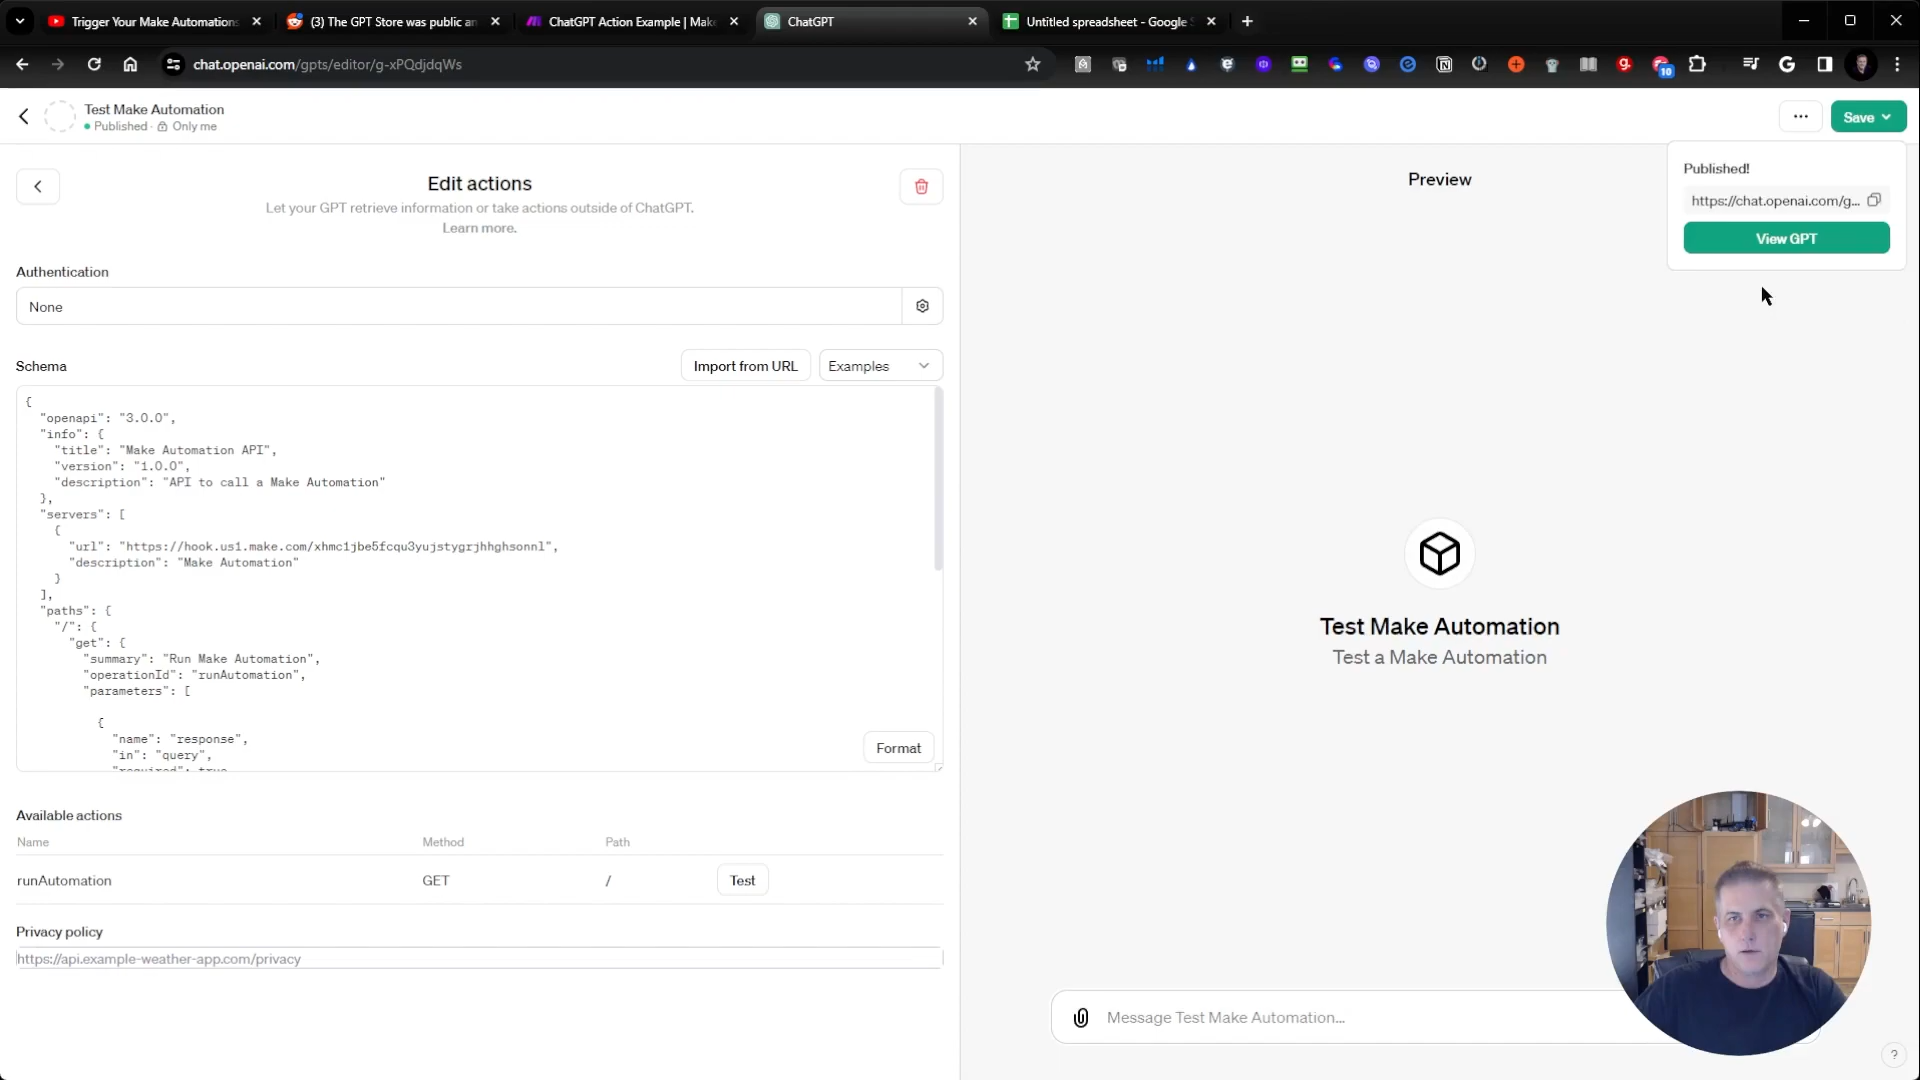 Trigger Your Make Automations
(3) The GPT Store was public an
ChatGPT Action Example | Make
ChatGPT
Untitled spreadsheet - Google S
chat.openai.com/gpts/editor/g-xPQdjdqWs
10
Test Make Automation
Published · Only me
Save
Edit actions
Let your GPT retrieve information or take actions outside of ChatGPT.
Learn more.
Authentication
None
Schema
Import from URL
Examples
{
"openapi": "3.0.0",
"info": {
"title": "Make Automation API",
"version": "1.0.0",
"description": "API to call a Make Automation"
},
"servers": [
{
"url": "https://hook.us1.make.com/xhmc1jbe5fcqu3yujstygrjhhghsonnl",
"description": "Make Automation"
}
],
"paths": {
"/": {
"get": {
"summary": "Run Make Automation",
"operationId": "runAutomation",
"parameters": [
{
"name": "response",
"in": "query",
"required": true
Format
Available actions
Name Method Path
runAutomation GET / Test
Privacy policy
https://api.example-weather-app.com/privacy
Preview
Published!
https://chat.openai.com/g...
View GPT
Test Make Automation
Test a Make Automation
Message Test Make Automation...
?